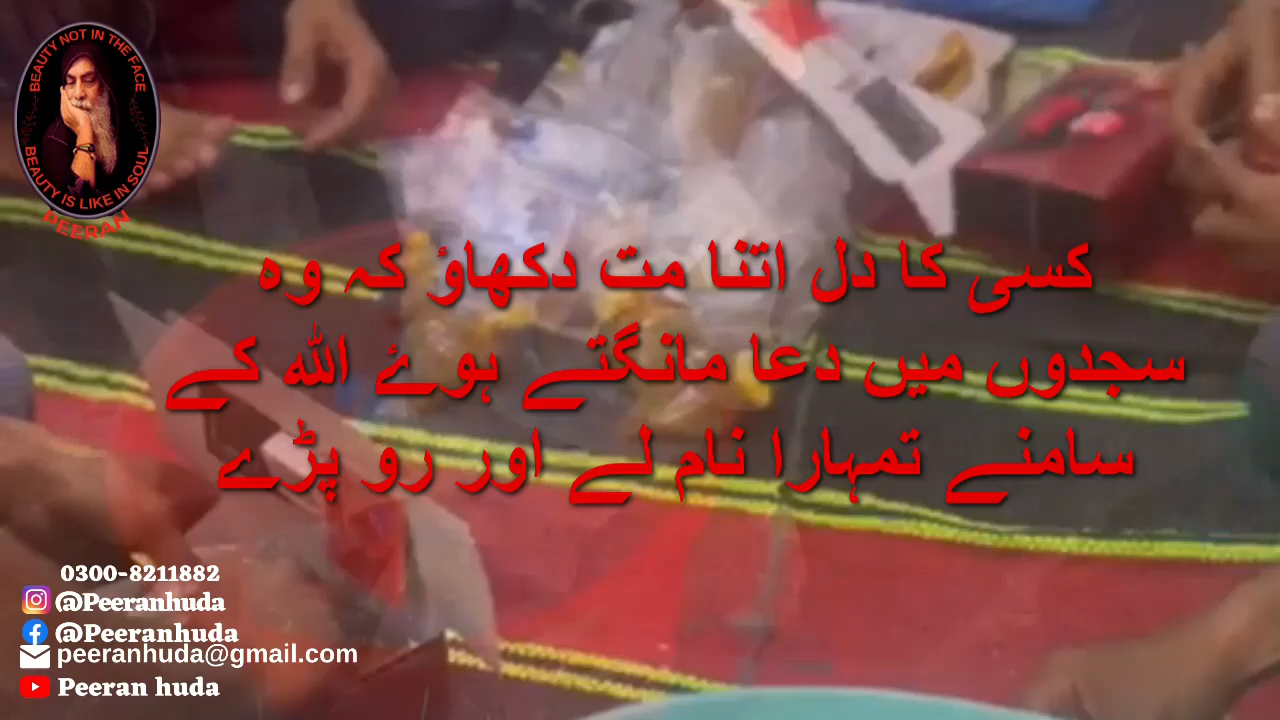 BEAUTY NOT IN THE FACE
BEAUTY IS LIKE IN SOUL
PEERAN
کسی کا دل اتنا مت دکھاؤ کہ وہ
سجدوں میں دعا مانگتے ہوۓ الله کے
سامنے تمہارا نام لے اور رو پڑے
0300-8211882
@Peeranhuda
@Peeranhuda
peeranhuda@gmail.com
Peeran huda